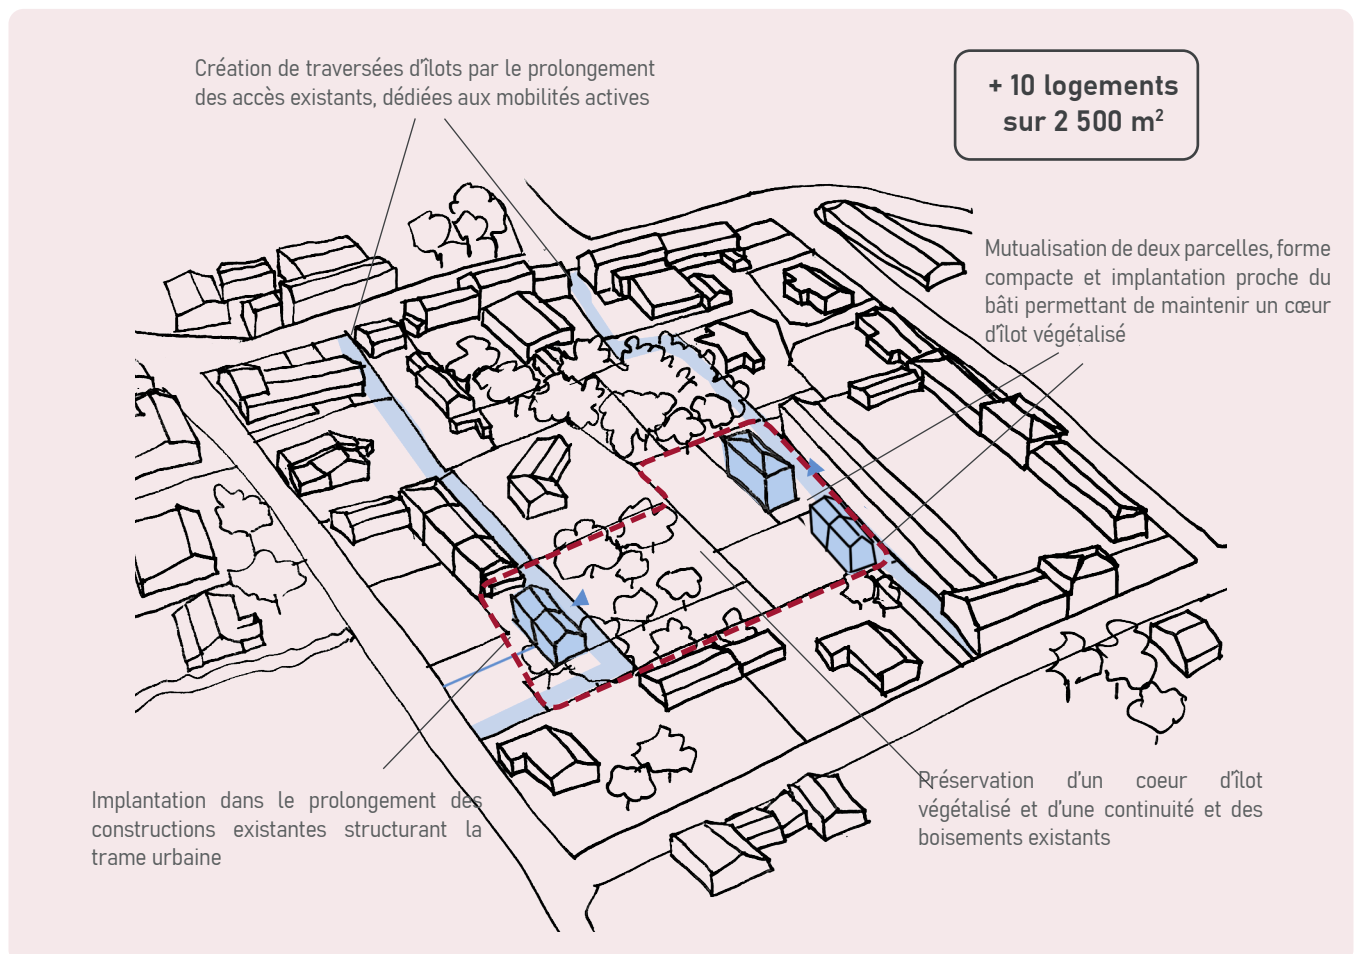 Création de traversées d'îlots par le prolongement
des accès existants, dédiées aux mobilités actives
+ 10 logements
sur 2 500 m²
Mutualisation de deux parcelles, forme
compacte et implantation proche du
bâti permettant de maintenir un cœur
d'îlot végétalisé
Implantation dans le prolongement des
constructions existantes structurant la
trame urbaine
Préservation d'un coeur d'îlot
végétalisé et d'une continuité et des
boisements existants